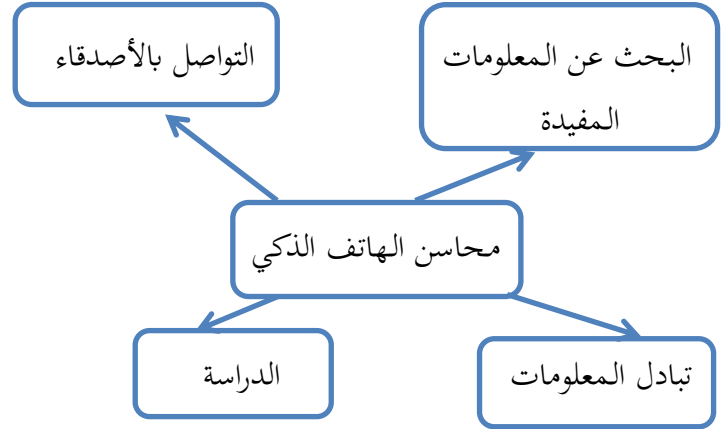 البحث عن المعلومات
المفيدة
التواصل بالأصدقاء
محاسن الهاتف الذكي
تبادل المعلومات
الدراسة